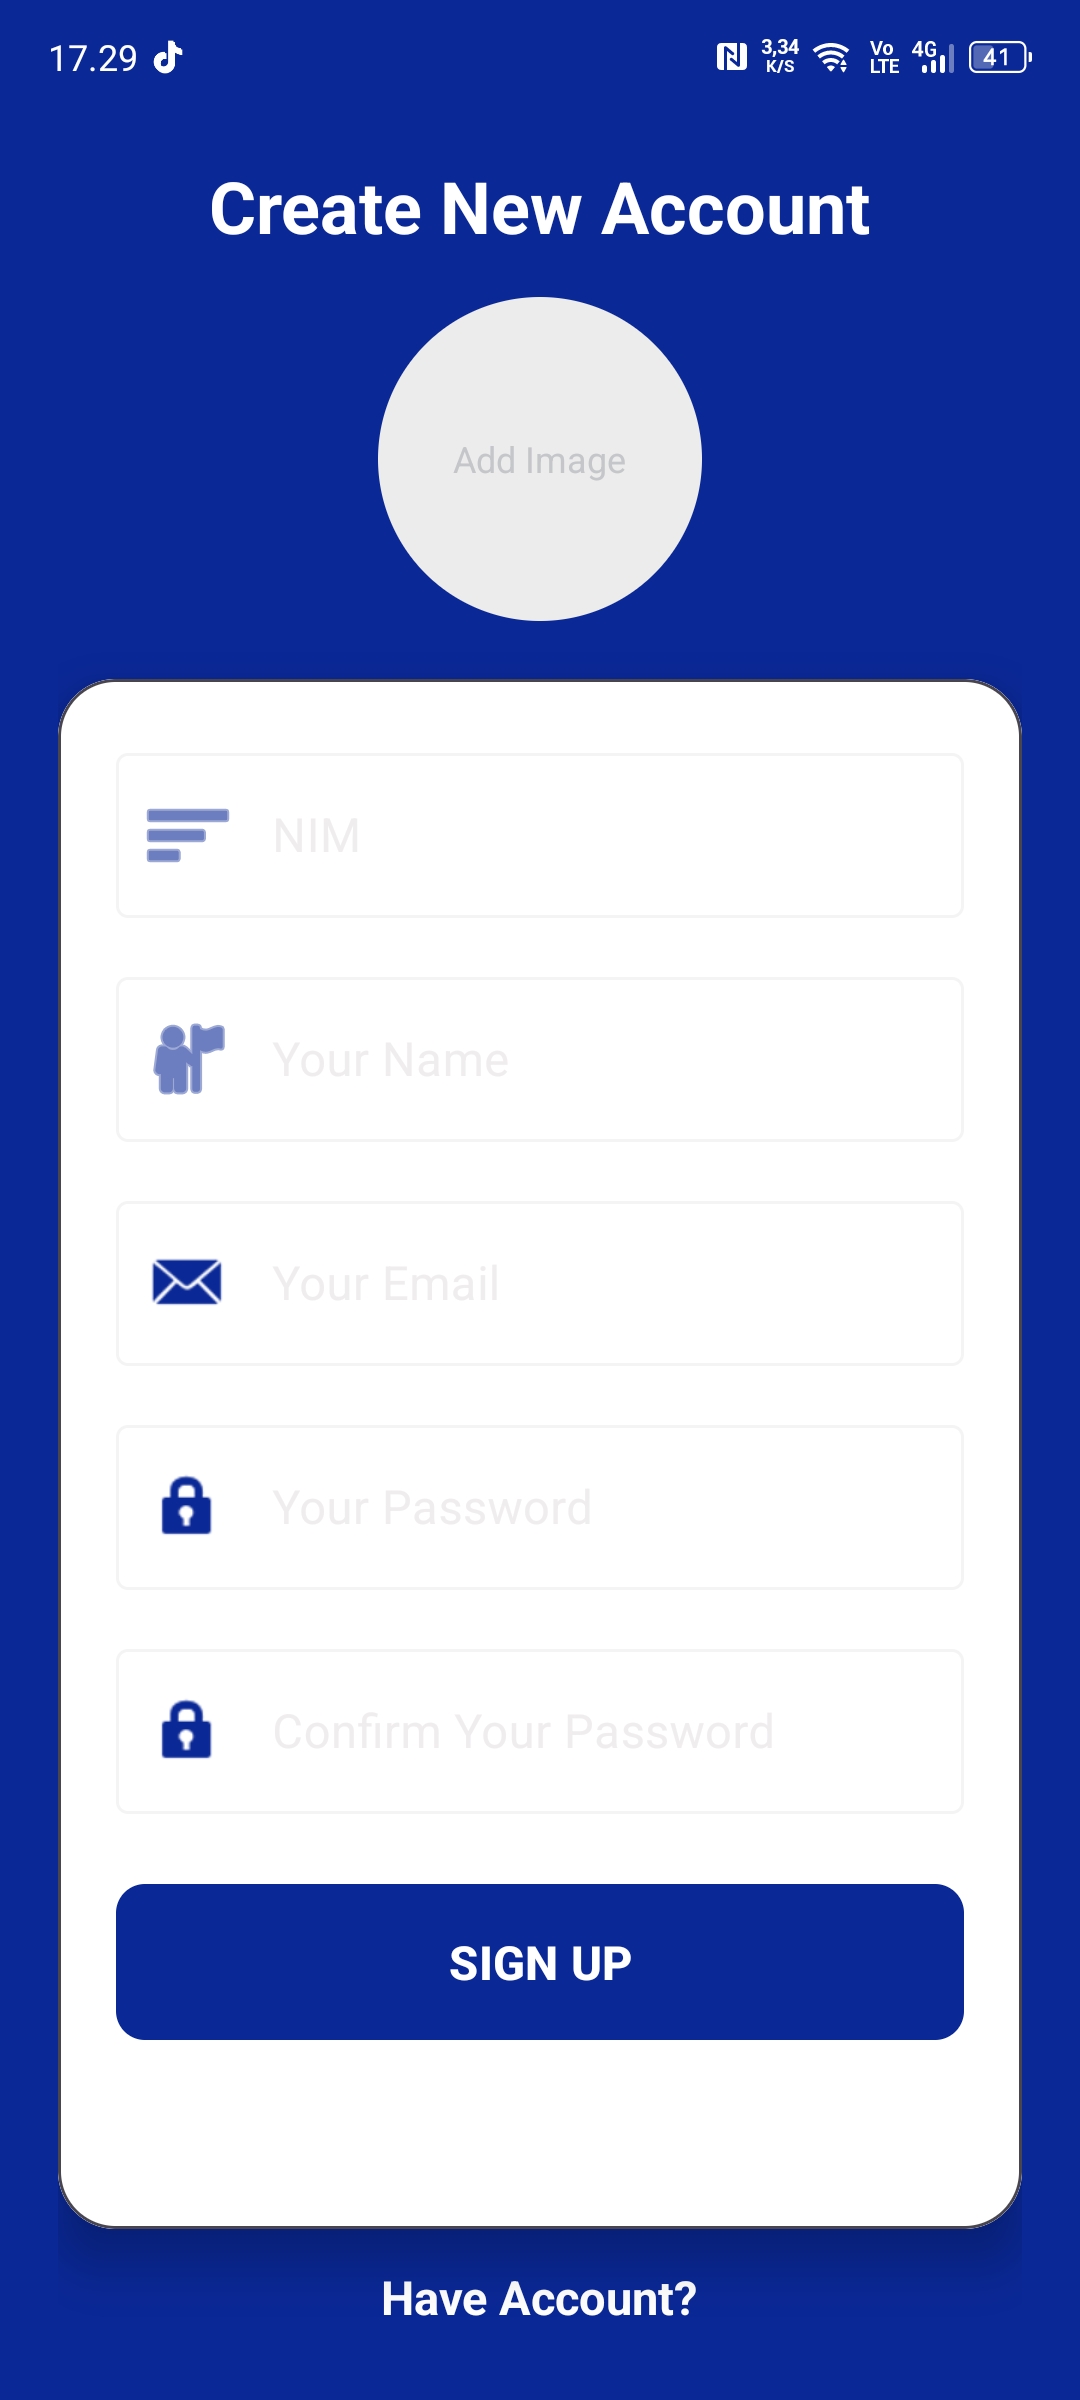 17.29 3,34 K/S Vo LTE 4G 41
Create New Account
Add Image
NIM
Your Name
Your Email
Your Password
Confirm Your Password
SIGN UP
Have Account?